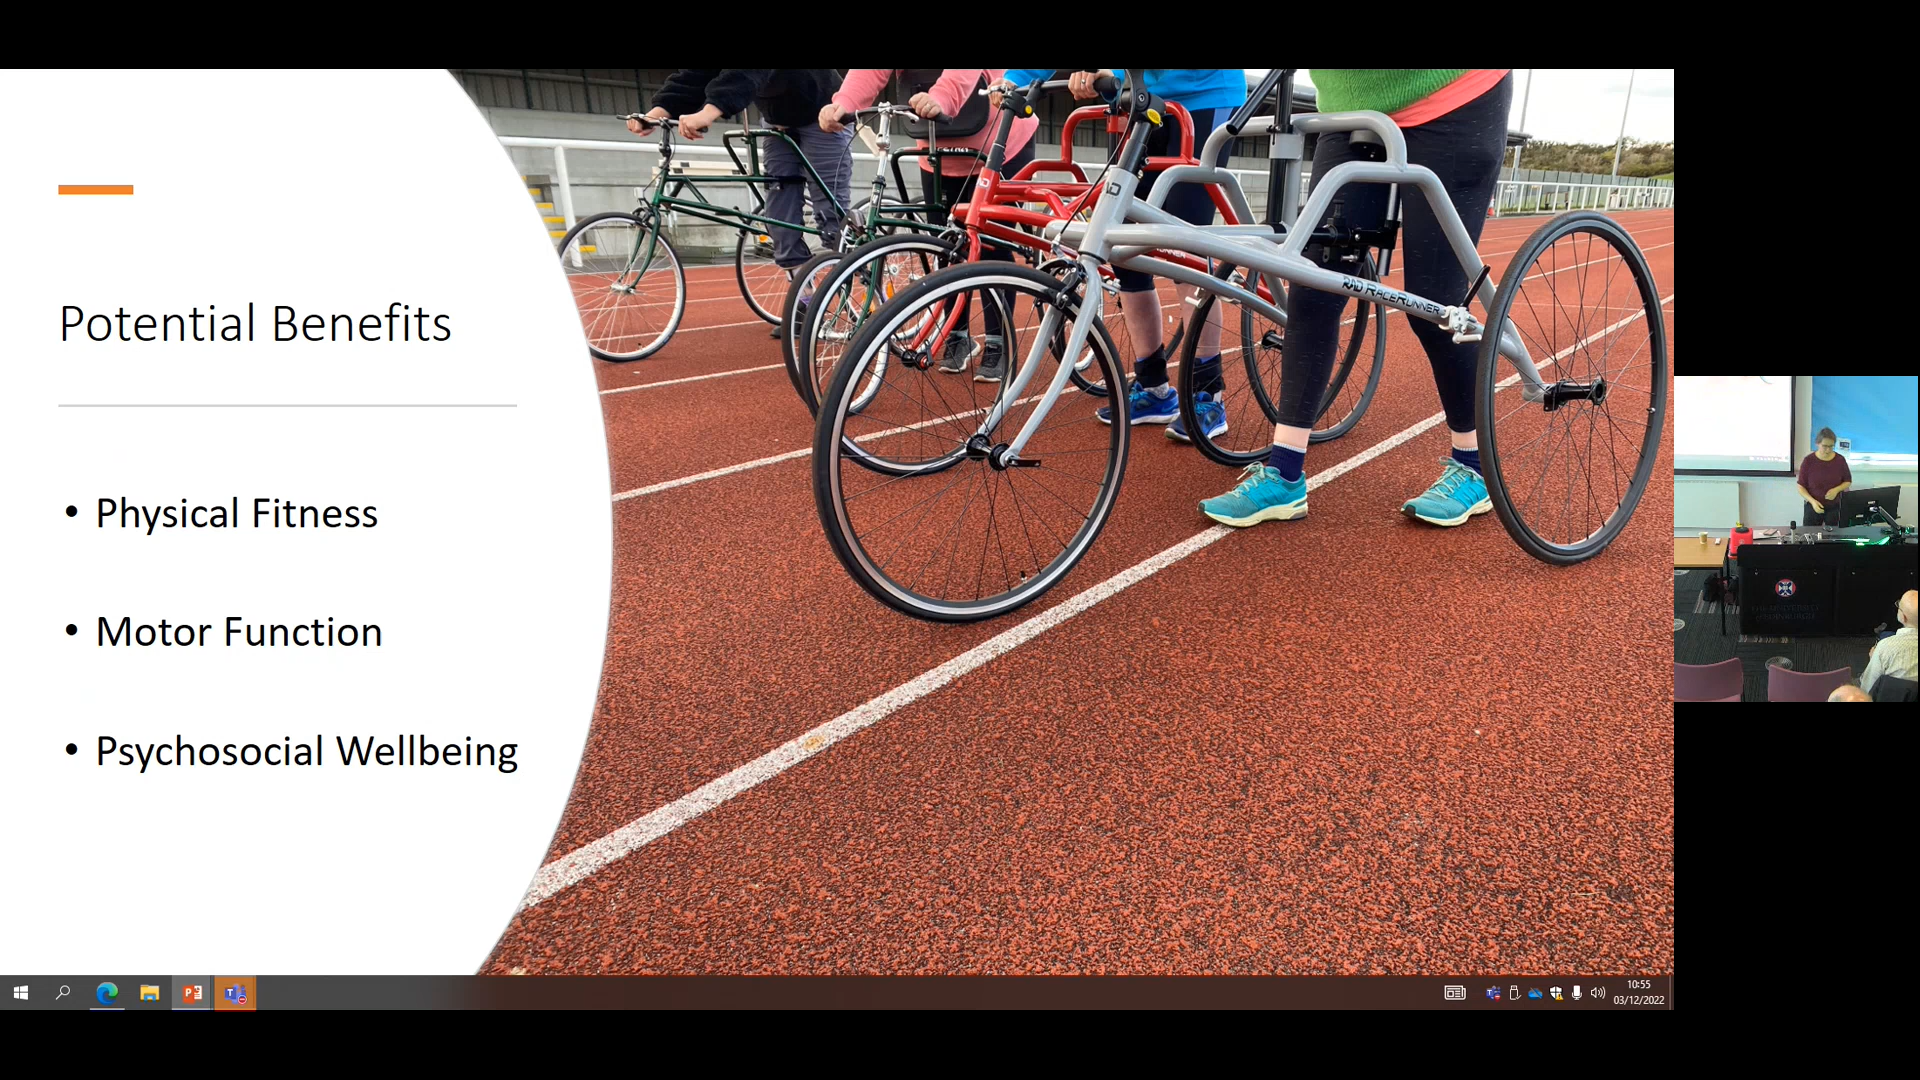 Potential Benefits
• Physical Fitness
• Motor Function
• Psychosocial Wellbeing
RAD RACERUNNER
10:55
03/12/2022